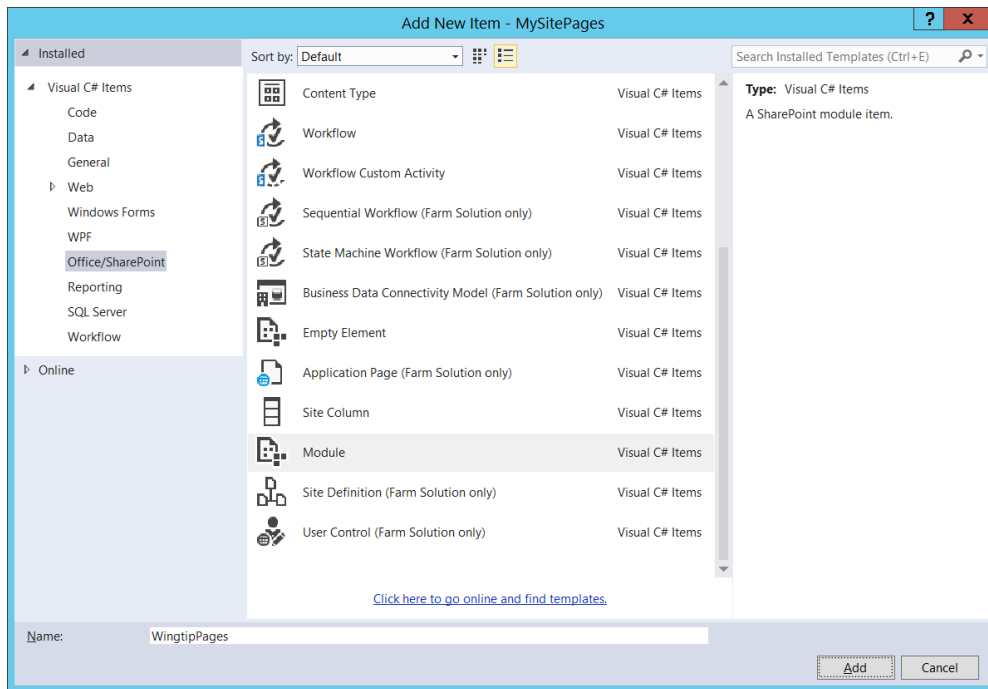 Add New Item - MySitePages
? X
Installed
Sort by: Default
Search Installed Templates (Ctrl+E)
Visual C# Items
Code
Data
General
Web
Windows Forms
WPF
Office/SharePoint
Reporting
SQL Server
Workflow
Online
Content Type Visual C# Items
Workflow Visual C# Items
Workflow Custom Activity Visual C# Items
Sequential Workflow (Farm Solution only) Visual C# Items
State Machine Workflow (Farm Solution only) Visual C# Items
Business Data Connectivity Model (Farm Solution only) Visual C# Items
Empty Element Visual C# Items
Application Page (Farm Solution only) Visual C# Items
Site Column Visual C# Items
Module Visual C# Items
Site Definition (Farm Solution only) Visual C# Items
User Control (Farm Solution only) Visual C# Items
Click here to go online and find templates.
Type: Visual C# Items
A SharePoint module item.
Name: WingtipPages
Add Cancel